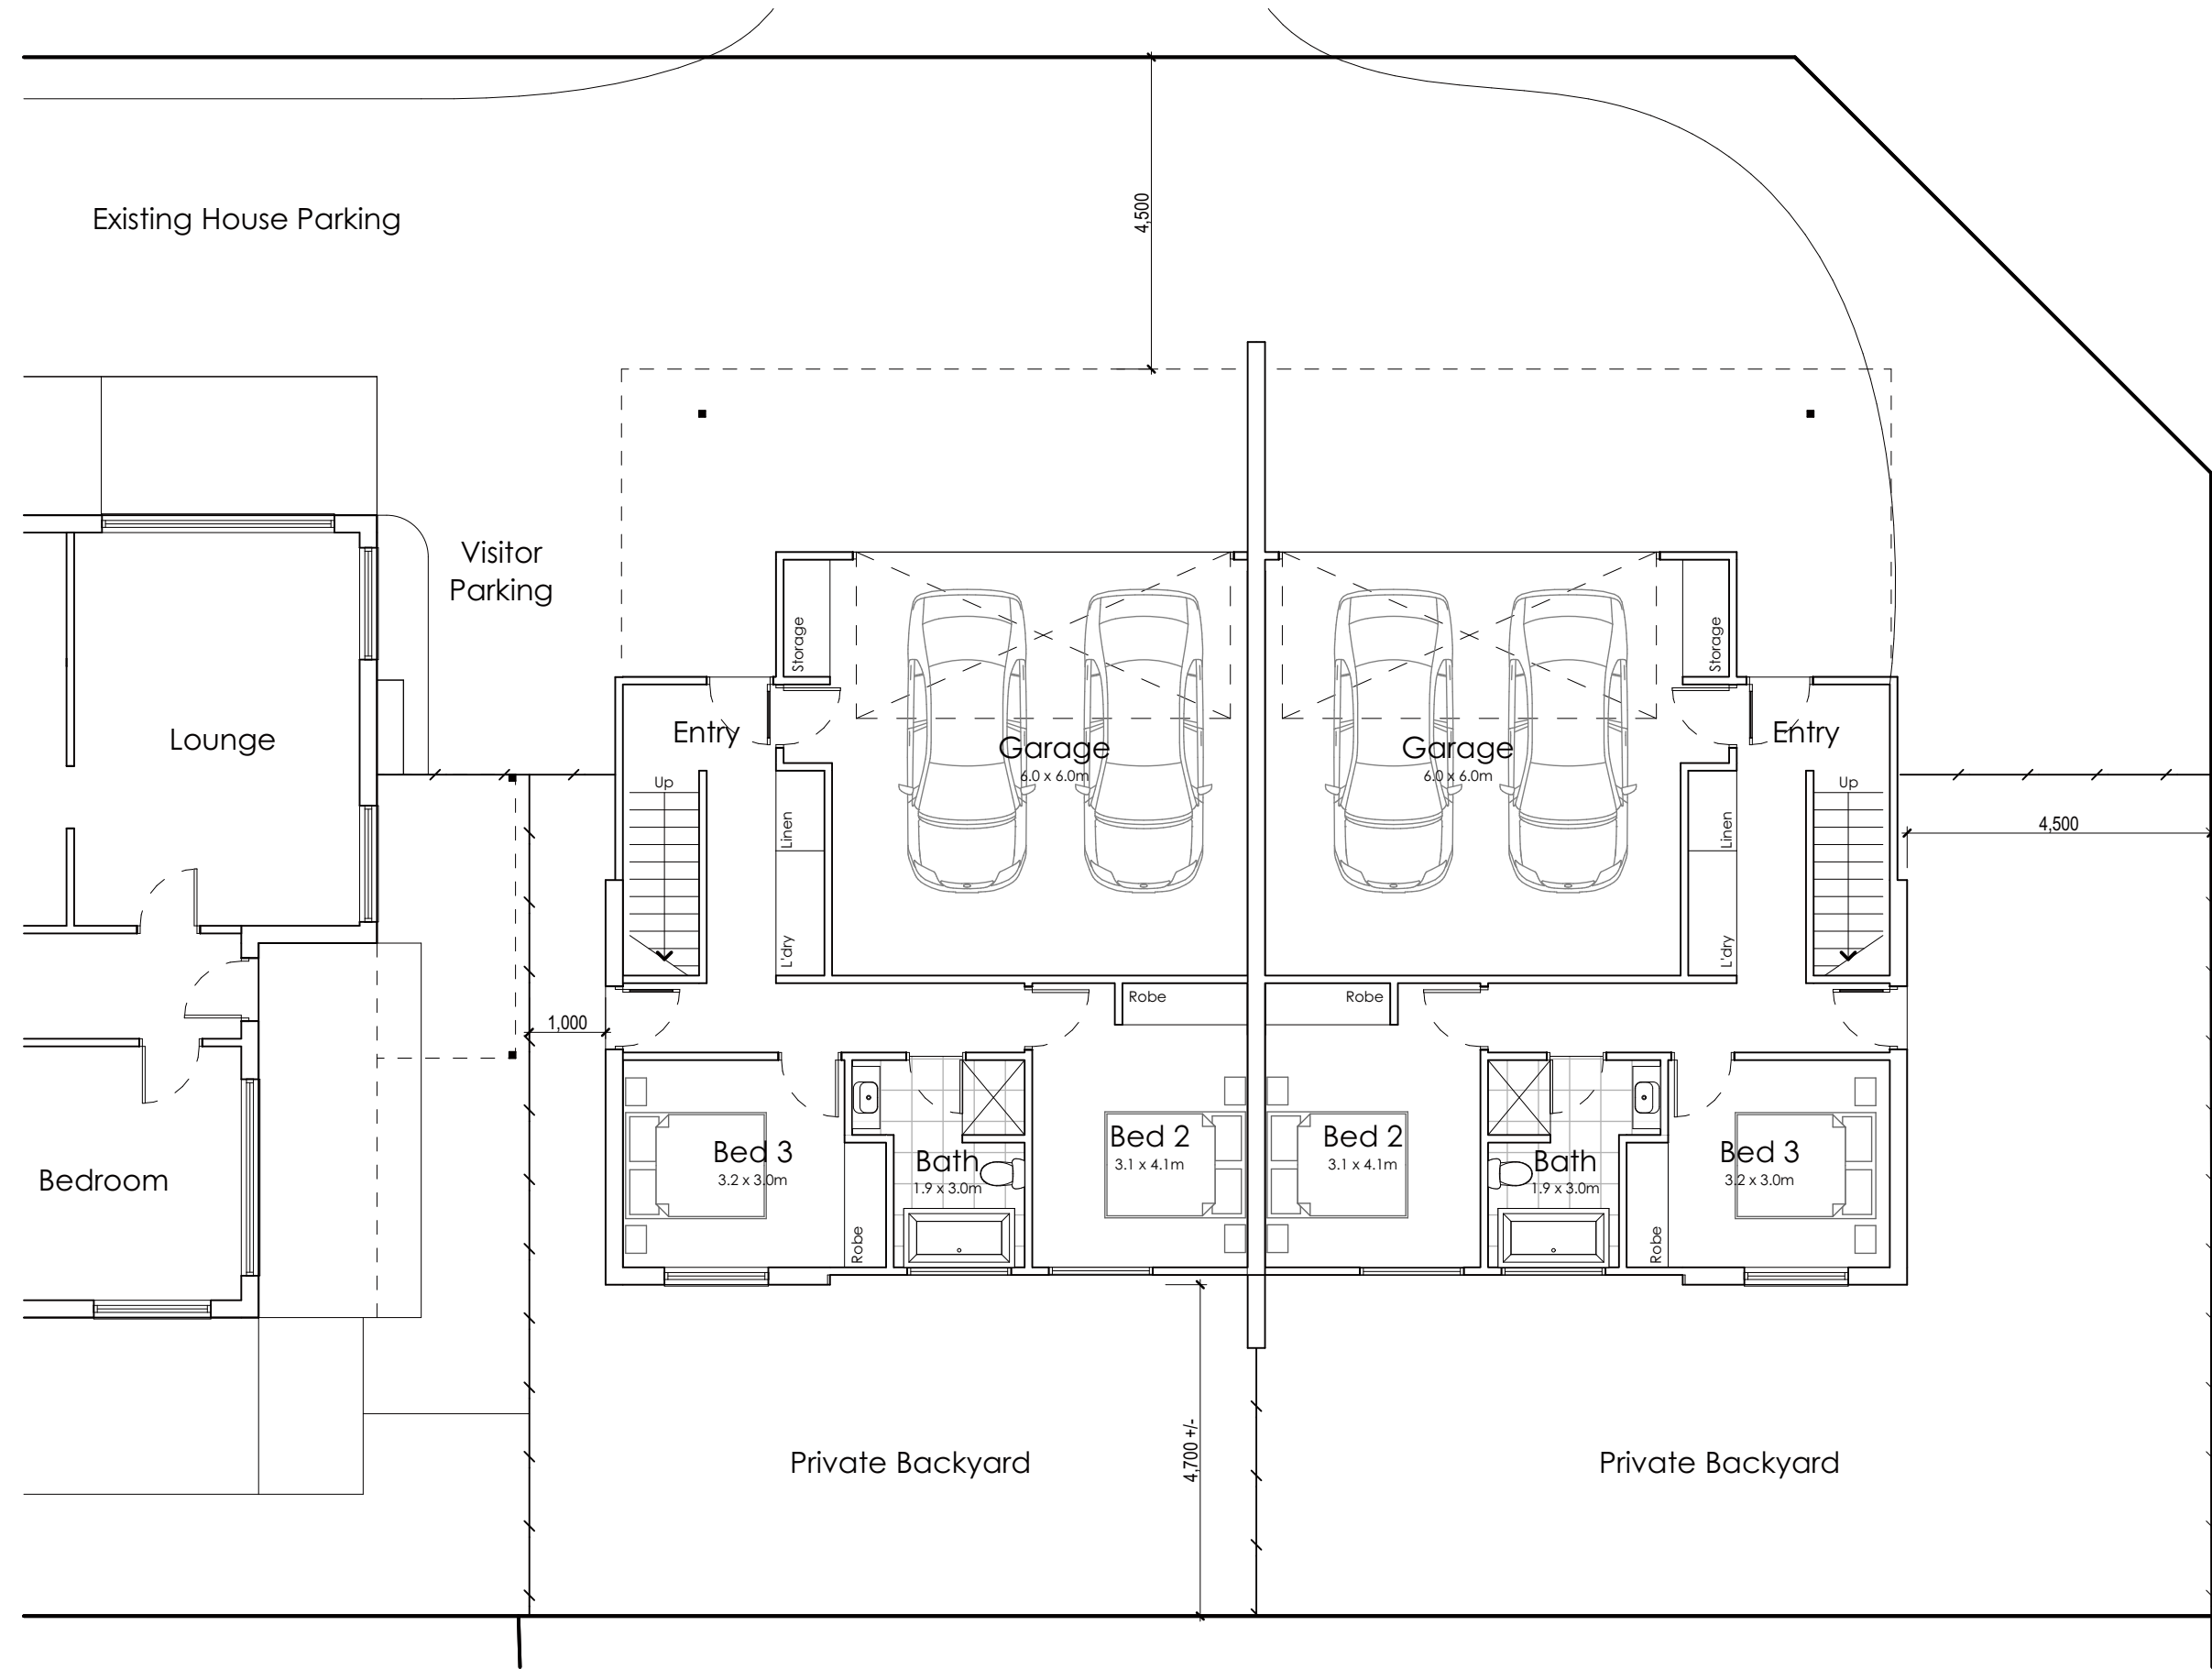 4,500
Existing House Parking
Visitor
Parking
Storage
Storage
Lounge
Entry
Garage
6.0 x 6.0m
Garage
6.0 x 6.0m
Entry
Up
Up
Linen
Linen
4,500
L'dry
L'dry
1,000
Robe
Robe
Bed 3
3.2 x 3.0m
Bath
1.9 x 3.0m
Bed 2
3.1 x 4.1m
Bed 2
3.1 x 4.1m
Bath
1.9 x 3.0m
Bed 3
3.2 x 3.0m
Bedroom
Robe
Robe
Private Backyard
4,700 +/-
Private Backyard